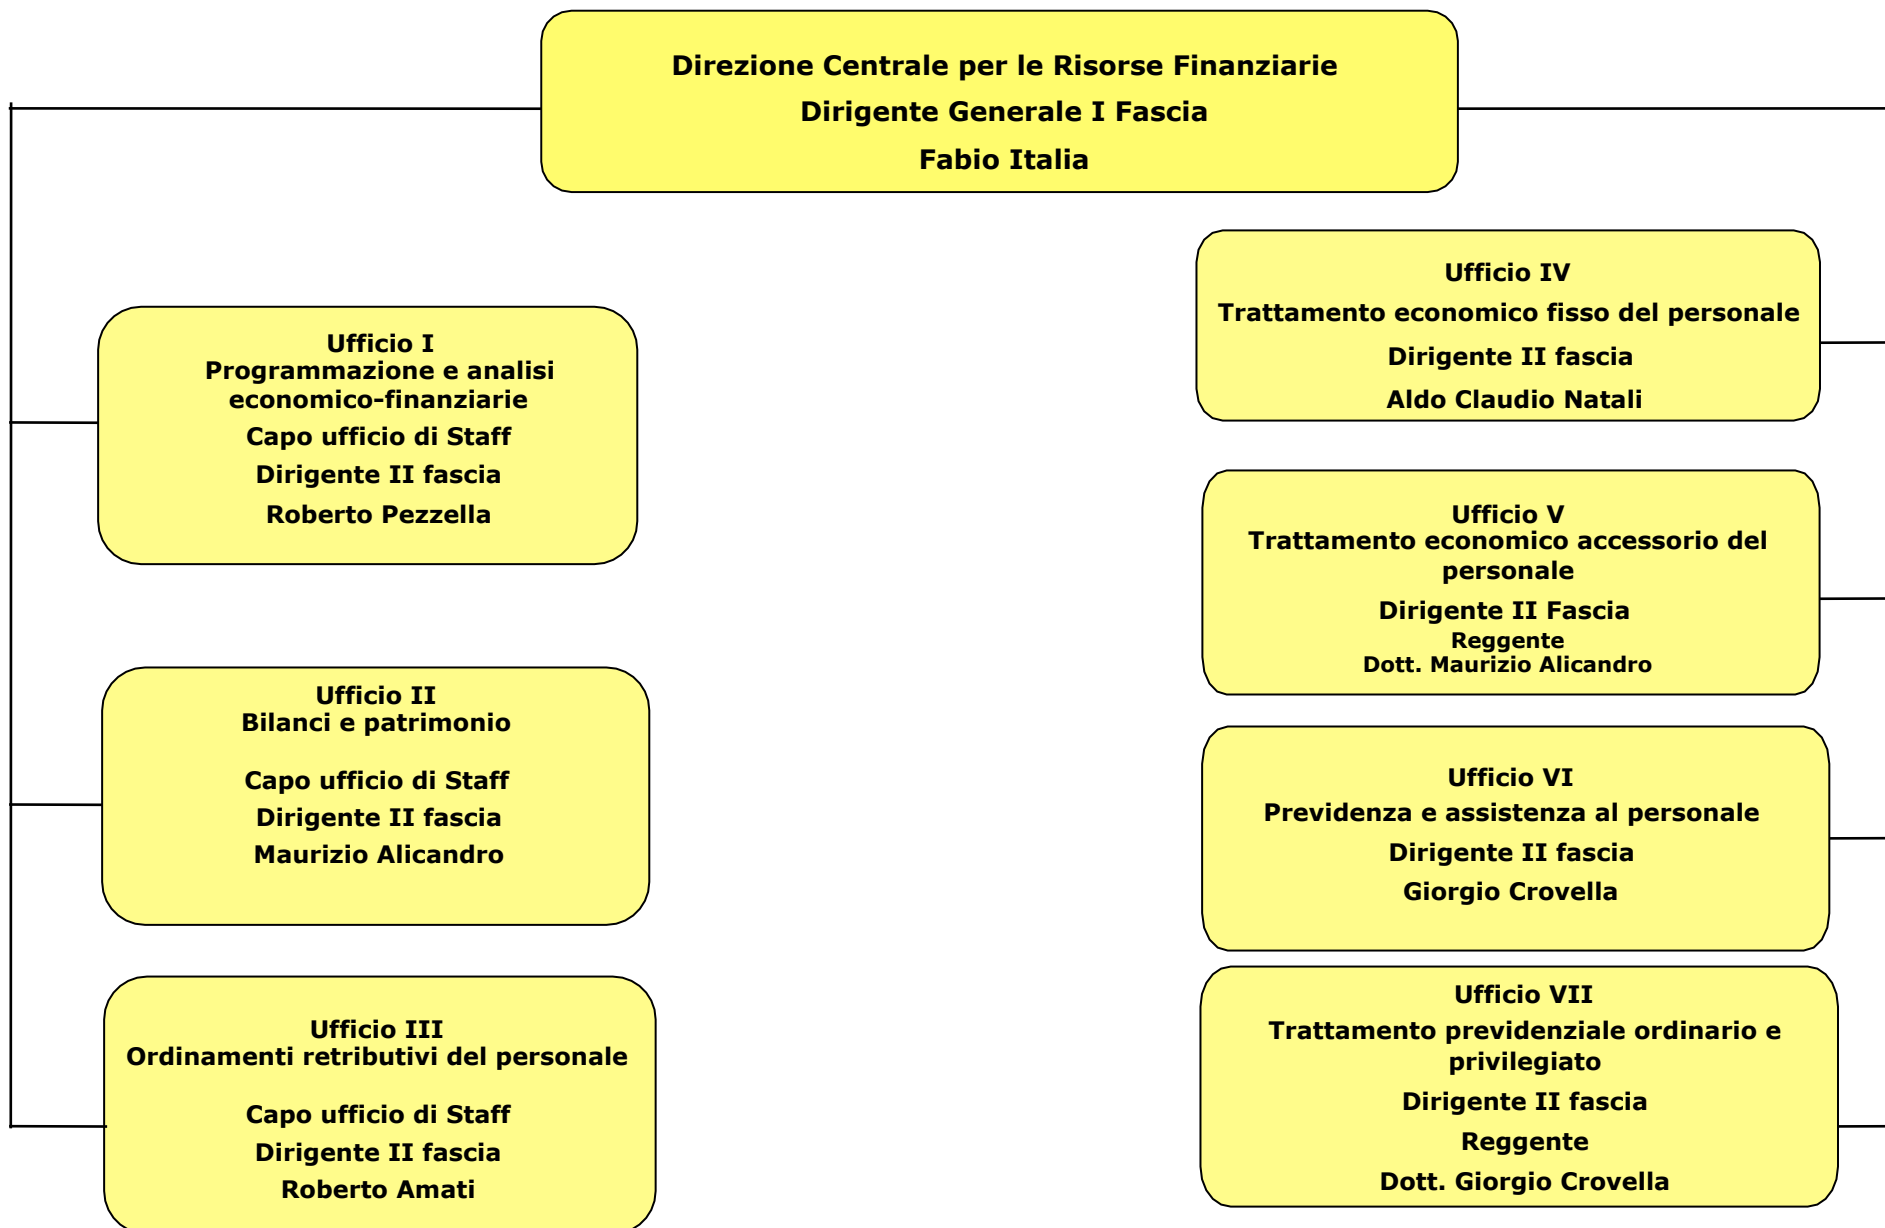 Direzione Centrale per le Risorse Finanziarie
Dirigente Generale I Fascia
Fabio Italia
Ufficio I
Programmazione e analisi
economico-finanziarie
Capo ufficio di Staff
Dirigente II fascia
Roberto Pezzella
Ufficio II
Bilanci e patrimonio
Capo ufficio di Staff
Dirigente II fascia
Maurizio Alicandro
Ufficio III
Ordinamenti retributivi del personale
Capo ufficio di Staff
Dirigente II fascia
Roberto Amati
Ufficio IV
Trattamento economico fisso del personale
Dirigente II fascia
Aldo Claudio Natali
Ufficio V
Trattamento economico accessorio del
personale
Dirigente II Fascia
Reggente
Dott. Maurizio Alicandro
Ufficio VI
Previdenza e assistenza al personale
Dirigente II fascia
Giorgio Crovella
Ufficio VII
Trattamento previdenziale ordinario e
privilegiato
Dirigente II fascia
Reggente
Dott. Giorgio Crovella